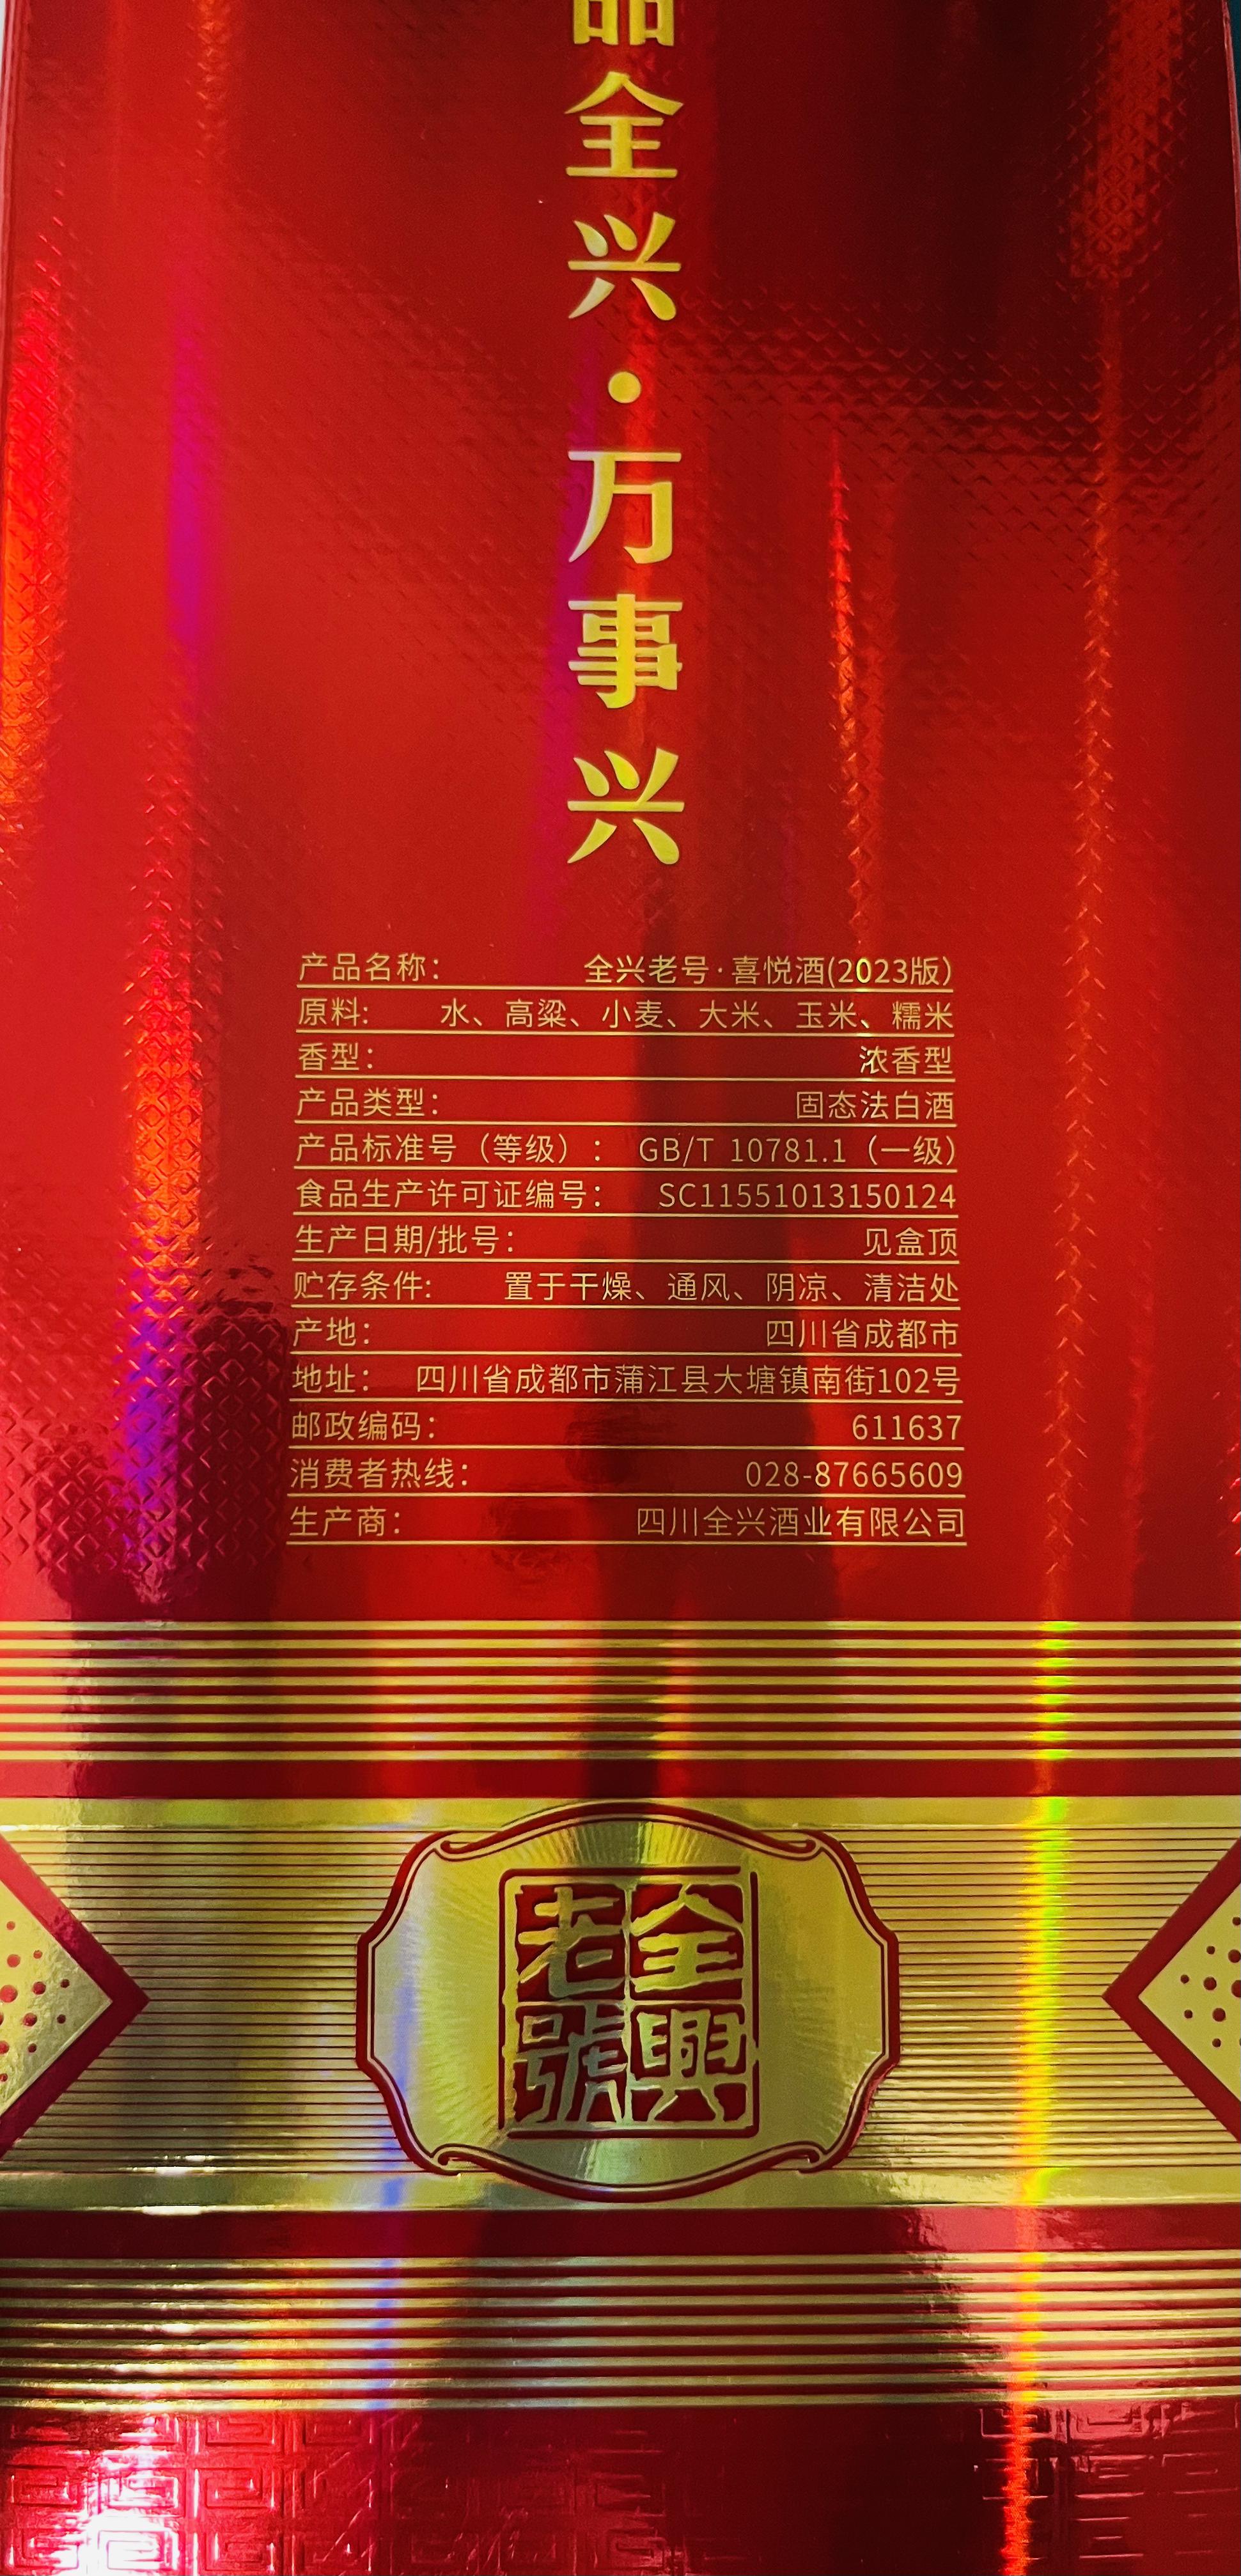 品全兴·万事兴
产品名称： 全兴老号·喜悦酒(2023版)
原料: 水、高粱、小麦、大米、玉米、糯米
香型： 浓香型
产品类型： 固态法白酒
产品标准号（等级）： GB/T 10781.1（一级）
食品生产许可证编号： SC11551013150124
生产日期/批号： 见盒顶
贮存条件: 置于干燥、通风、阴凉、清洁处
产地： 四川省成都市
地址： 四川省成都市蒲江县大塘镇南街102号
邮政编码： 611637
消费者热线： 028-87665609
生产商： 四川全兴酒业有限公司
全興老號